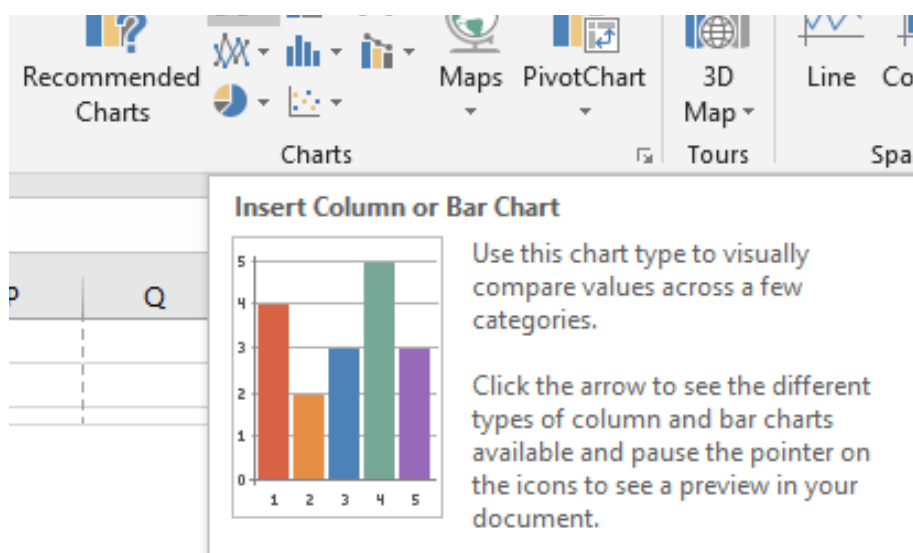 Recommended
Charts
Maps
PivotChart
3D
Map
Line
Charts
Tours
Q
Insert Column or Bar Chart
5
4
3
2
1
0
1 2 3 4 5
Use this chart type to visually
compare values across a few
categories.
Click the arrow to see the different
types of column and bar charts
available and pause the pointer on
the icons to see a preview in your
document.